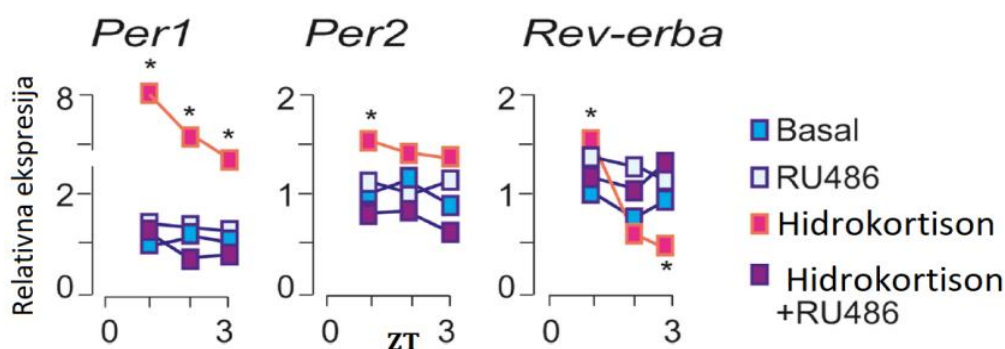 Per1
Per2
Rev-erba
Relativna ekspresija
8
2
0
*
*
*
0
3
2
1
0
*
0
3
ZT
2
1
0
*
*
0
3
Basal
RU486
Hidrokortison
Hidrokortison
+RU486